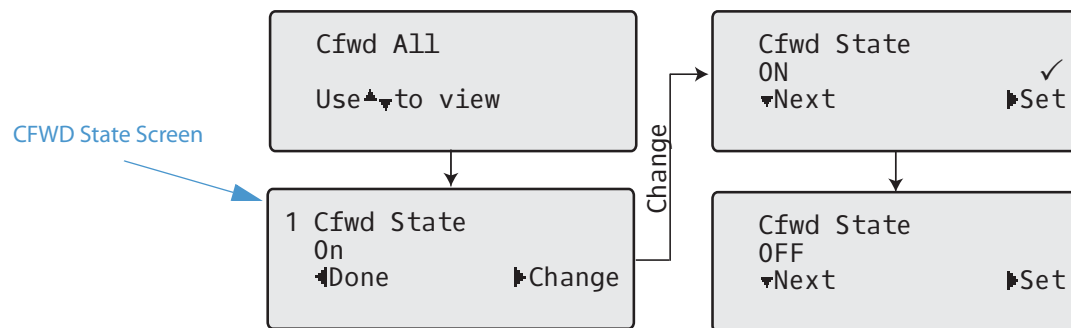 Cfwd All
Use▲▼to view
CFWD State Screen
1 Cfwd State
On
◀Done ▶Change
Change
Cfwd State
ON ✓
▼Next ▶Set
Cfwd State
OFF
▼Next ▶Set